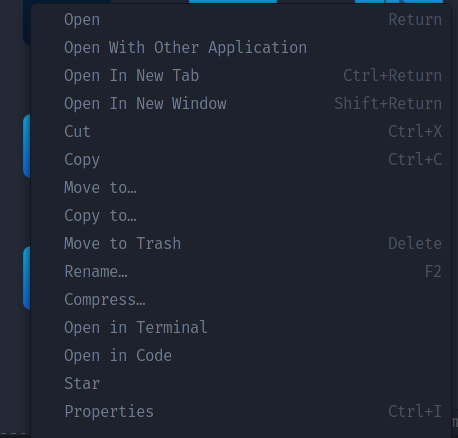 Open Return
Open With Other Application
Open In New Tab Ctrl+Return
Open In New Window Shift+Return
Cut Ctrl+X
Copy Ctrl+C
Move to…
Copy to…
Move to Trash Delete
Rename… F2
Compress…
Open in Terminal
Open in Code
Star
Properties Ctrl+I